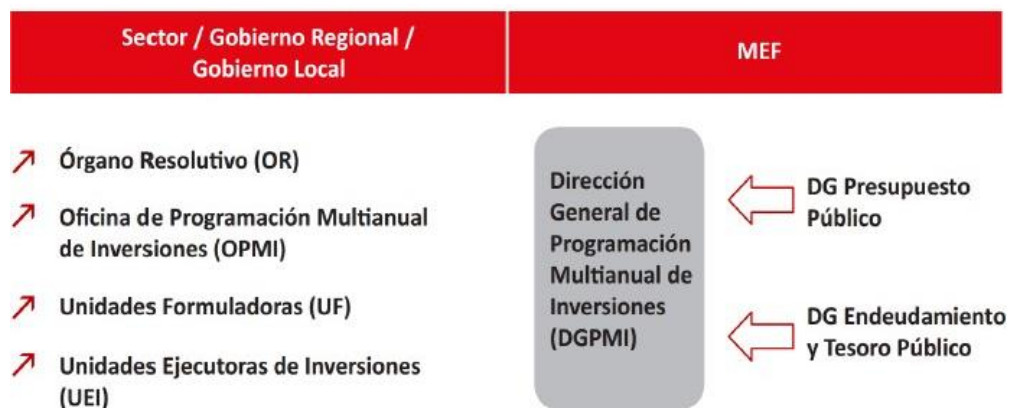 Sector / Gobierno Regional /
Gobierno Local
MEF
Órgano Resolutivo (OR)
Oficina de Programación Multianual
de Inversiones (OPMI)
Unidades Formuladoras (UF)
Unidades Ejecutoras de Inversiones
(UEI)
Dirección
General de
Programación
Multianual de
Inversiones
(DGPMI)
DG Presupuesto
Público
DG Endeudamiento
y Tesoro Público